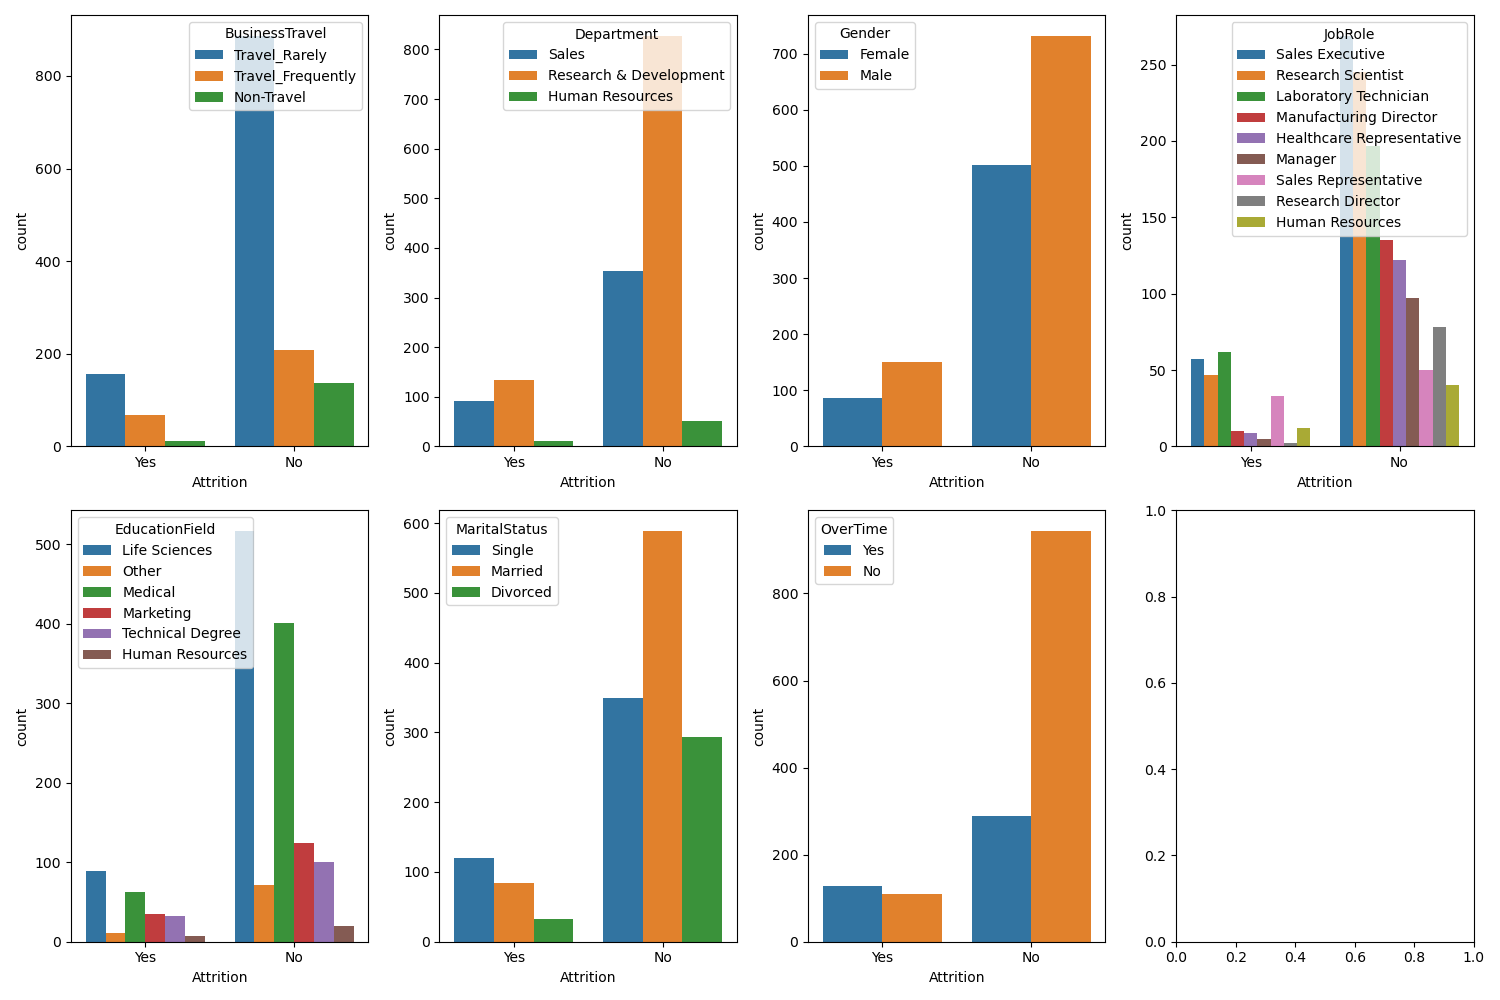 BusinessTravel
Travel_Rarely
Travel_Frequently
Non-Travel
800
600
400
200
0
count
Yes No
Attrition
Department
Sales
Research & Development
Human Resources
800
700
600
500
400
300
200
100
0
count
Yes No
Attrition
Gender
Female
Male
700
600
500
400
300
200
100
0
count
Yes No
Attrition
JobRole
Sales Executive
Research Scientist
Laboratory Technician
Manufacturing Director
Healthcare Representative
Manager
Sales Representative
Research Director
Human Resources
250
200
150
100
50
0
count
Yes No
Attrition
EducationField
Life Sciences
Other
Medical
Marketing
Technical Degree
Human Resources
500
400
300
200
100
0
count
Yes No
Attrition
MaritalStatus
Single
Married
Divorced
600
500
400
300
200
100
0
count
Yes No
Attrition
OverTime
Yes
No
800
600
400
200
0
count
Yes No
Attrition
1.0
0.8
0.6
0.4
0.2
0.0
0.0 0.2 0.4 0.6 0.8 1.0